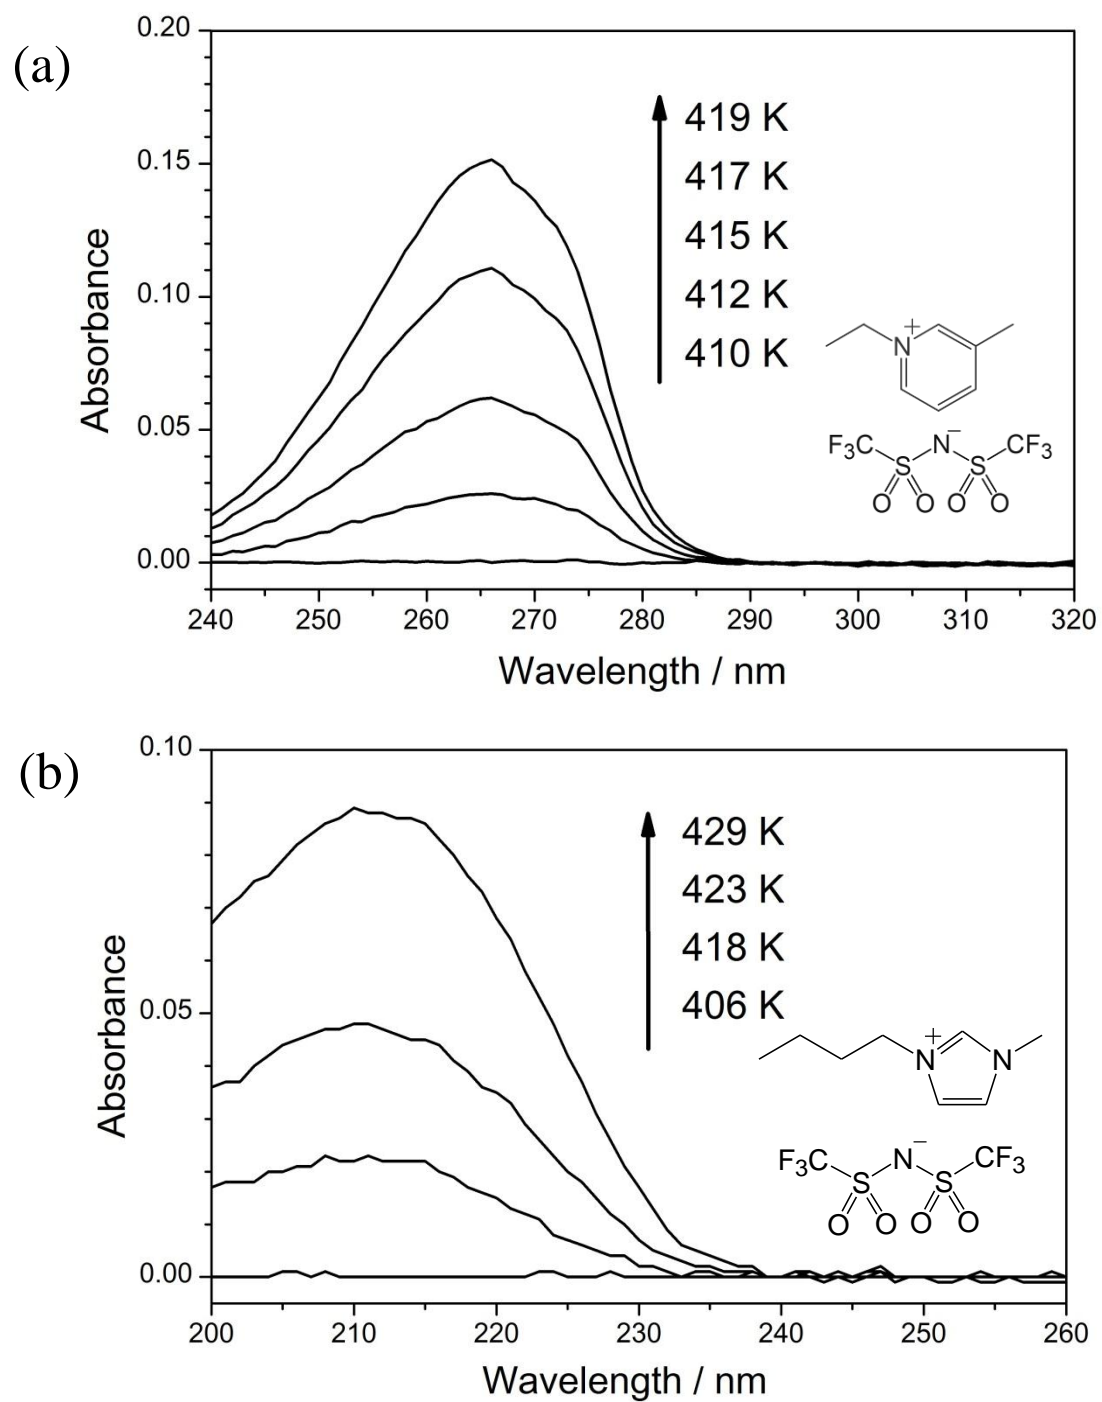 (a)
0.20
0.15
0.10
0.05
0.00
Absorbance
419 K
417 K
415 K
412 K
410 K
N+
F3C S N− S CF3
O O O O
240 250 260 270 280 290 300 310 320
Wavelength / nm
(b)
0.10
0.05
0.00
Absorbance
429 K
423 K
418 K
406 K
N+ N
F3C S N− S CF3
O O O O
200 210 220 230 240 250 260
Wavelength / nm